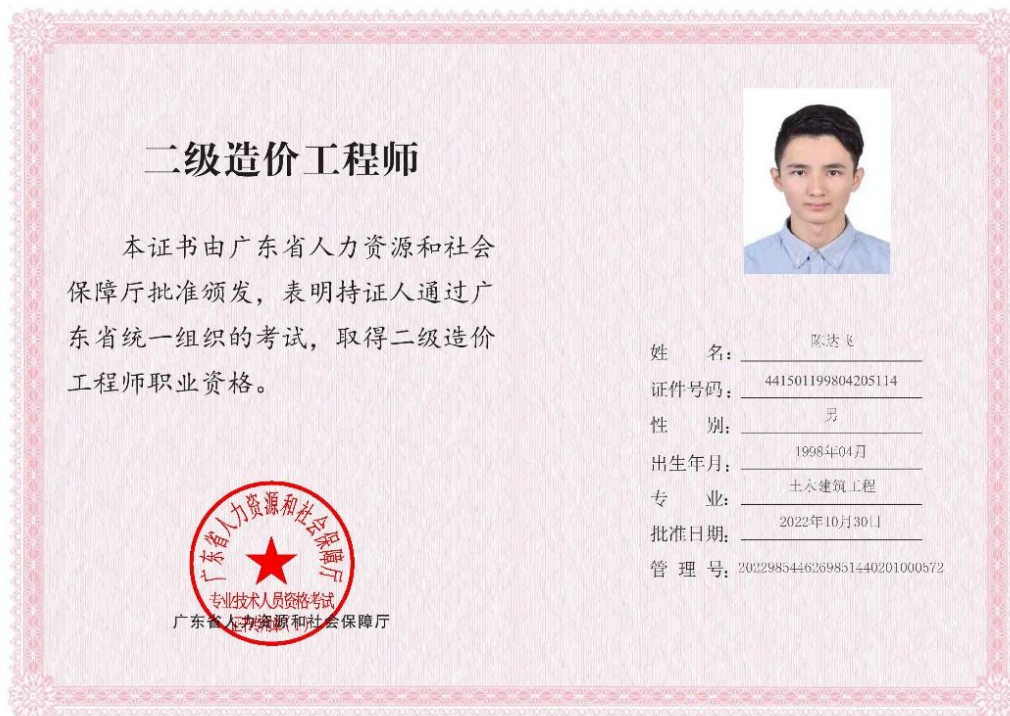 二级造价工程师
本证书由广东省人力资源和社会
保障厅批准颁发，表明持证人通过广
东省统一组织的考试，取得二级造价
工程师职业资格。
广东省人力资源和社会保障厅
专业技术人员资格考试
广东省人力资源和社会保障厅
姓 名：陈达飞
证件号码：441501199804205114
性 别：男
出生年月：1998年04月
专 业：土木建筑工程
批准日期：2022年10月30日
管 理 号：20229854462698514402​01000572